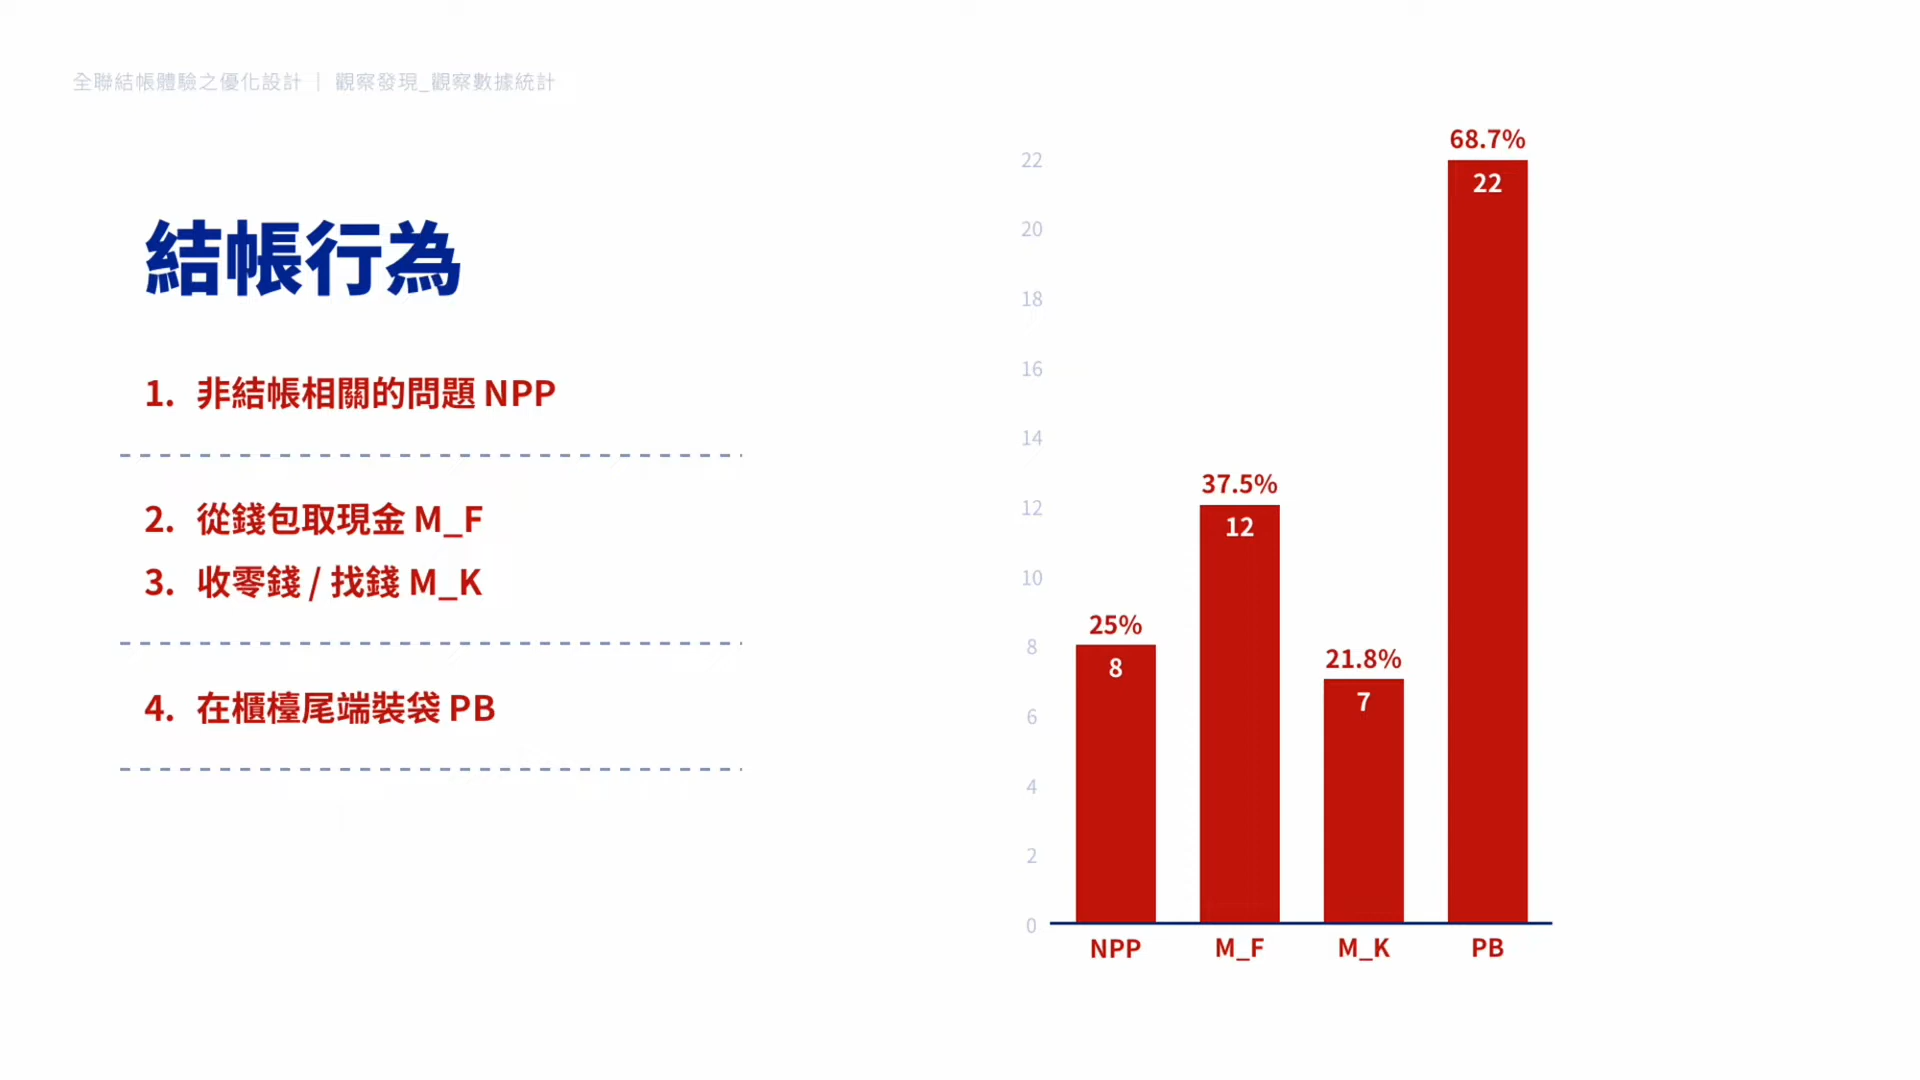 全聯結帳體驗之優化設計 | 觀察發現_觀察數據統計
結帳行為
1. 非結帳相關的問題 NPP
2. 從錢包取現金 M_F
3. 收零錢 / 找錢 M_K
4. 在櫃檯尾端裝袋 PB
22
20
18
16
14
12
10
8
6
4
2
0
25%
8
NPP
37.5%
12
M_F
21.8%
7
M_K
68.7%
22
PB